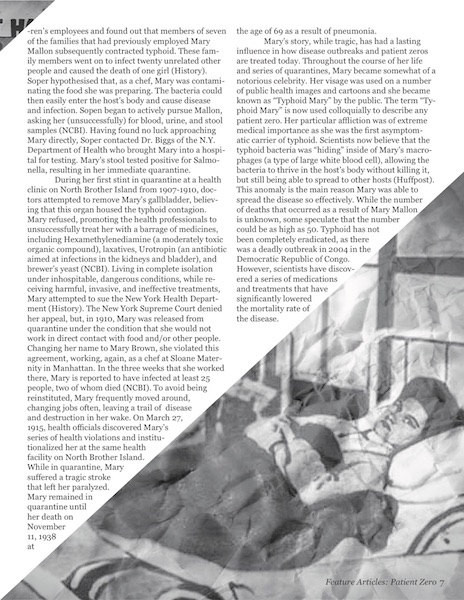 T H
-ren's employees and found out that members of seven
of the families that had previously employed Mary
Mallon subsequently contracted typhoid. These fam-
ily members went on to infect twenty unrelated other
people and caused the death of one girl (History).
Soper hypothesised that, as a chef, Mary was contami-
nating the food she was preparing. The bacteria could
then easily enter the host's body and cause disease
and infection. Sopen began to actively pursue Mallon,
asking her (unsuccessfully) for blood, urine, and stool
samples (NCBI). Having found no luck approaching
Mary directly, Soper contacted Dr. Biggs of the N.Y.
Department of Health who brought Mary into a hospi-
tal for testing. Mary's stool tested positive for Salmo-
nella, resulting in her immediate quarantine.
During her first stint in quarantine at a health
clinic on North Brother Island from 1907-1910, doc-
tors attempted to remove Mary's gallbladder, believ-
ing that this organ housed the typhoid contagion.
Mary refused, promoting the health professionals to
unsuccessfully treat her with a barrage of medicines,
including Hexamethylendiamine (a moderately toxic
organic compound), laxatives, Urotropin (an antibiotic
aimed at infections in the kidneys and bladder), and
brewer's yeast (NCBI). Living in complete isolation
under inhospitable, dangerous conditions, while re-
ceiving harmful, invasive, and ineffective treatments,
Mary attempted to sue the New York Health Depart-
ment (History). The New York Supreme Court denied
her appeal, but, in 1910, Mary was released from
quarantine under the condition that she would not
work in direct contact with food and/or other people.
Changing her name to Mary Brown, she violated this
agreement, working, again, as a chef at Sloane Mater-
nity in Manhattan. In the three weeks that she worked
there, Mary is reported to have infected at least 25
people, two of whom died (NCBI). To avoid being
reinstituted, Mary frequently moved around,
changing jobs often, leaving a trail of disease
and destruction in her wake. On March 27,
1915, health officials discovered Mary's
series of health violations and institu-
tionalized her at the same health
facility on North Brother Island.
While in quarantine, Mary
suffered a tragic stroke
that left her paralyzed.
Mary remained in
quarantine until
her death on
November
11, 1938
at
the age of 69 as a result of pneumonia.
Mary's story, while tragic, has had a lasting
influence in how disease outbreaks and patient zeros
are treated today. Throughout the course of her life
and series of quarantines, Mary became somewhat of a
notorious celebrity. Her visage was used on a number
of public health images and cartoons and she became
known as "Typhoid Mary" by the public. The term "Ty-
phoid Mary" is now used colloquially to describe any
patient zero. Her particular affliction was of extreme
medical importance as she was the first asymptom-
atic carrier of typhoid. Scientists now believe that the
typhoid bacteria was "hiding" inside of Mary's macro-
phages (a type of large white blood cell), allowing the
bacteria to thrive in the host's body without killing it,
but still being able to spread to other hosts (Huffpost).
This anomaly is the main reason Mary was able to
spread the disease so effectively. While the number
of deaths that occurred as a result of Mary Mallon
is unknown, some speculate that the number
could be as high as 50. Typhoid has not
been completely eradicated, as there
was a deadly outbreak in 2004 in the
Democratic Republic of Congo.
However, scientists have discov-
ered a series of medications
and treatments that have
significantly lowered
the mortality rate of
the disease.
Feature Articles: Patient Zero 7